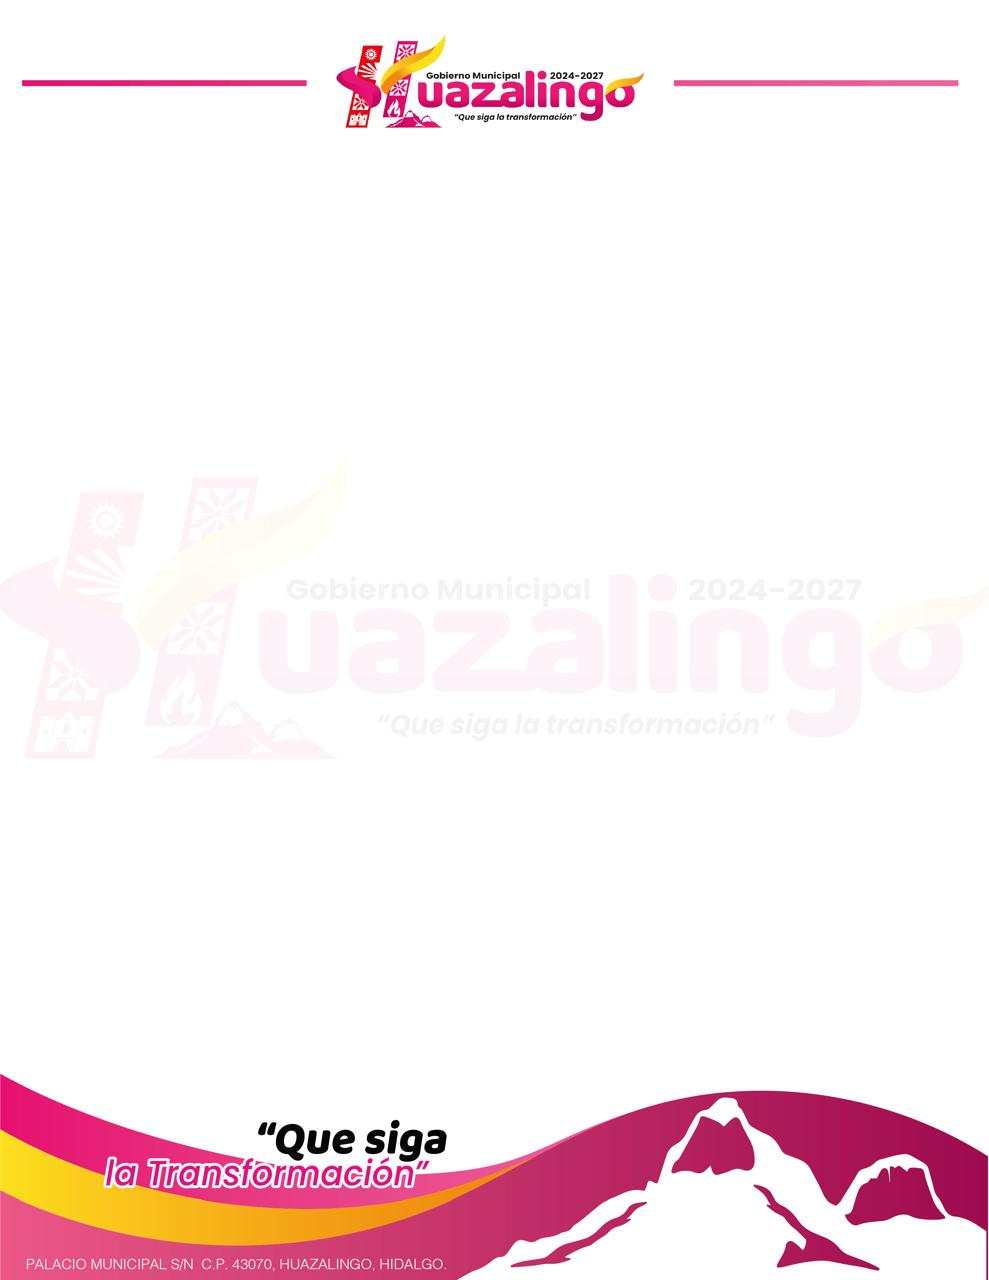 Gobierno Municipal 2024-2027
Huazalingo
"Que siga la transformación"
Gobierno Municipal 2024-2027
Huazalingo
"Que siga la transformación"
"Que siga
la Transformación"
PALACIO MUNICIPAL S/N C.P. 43070, HUAZALINGO, HIDALGO.